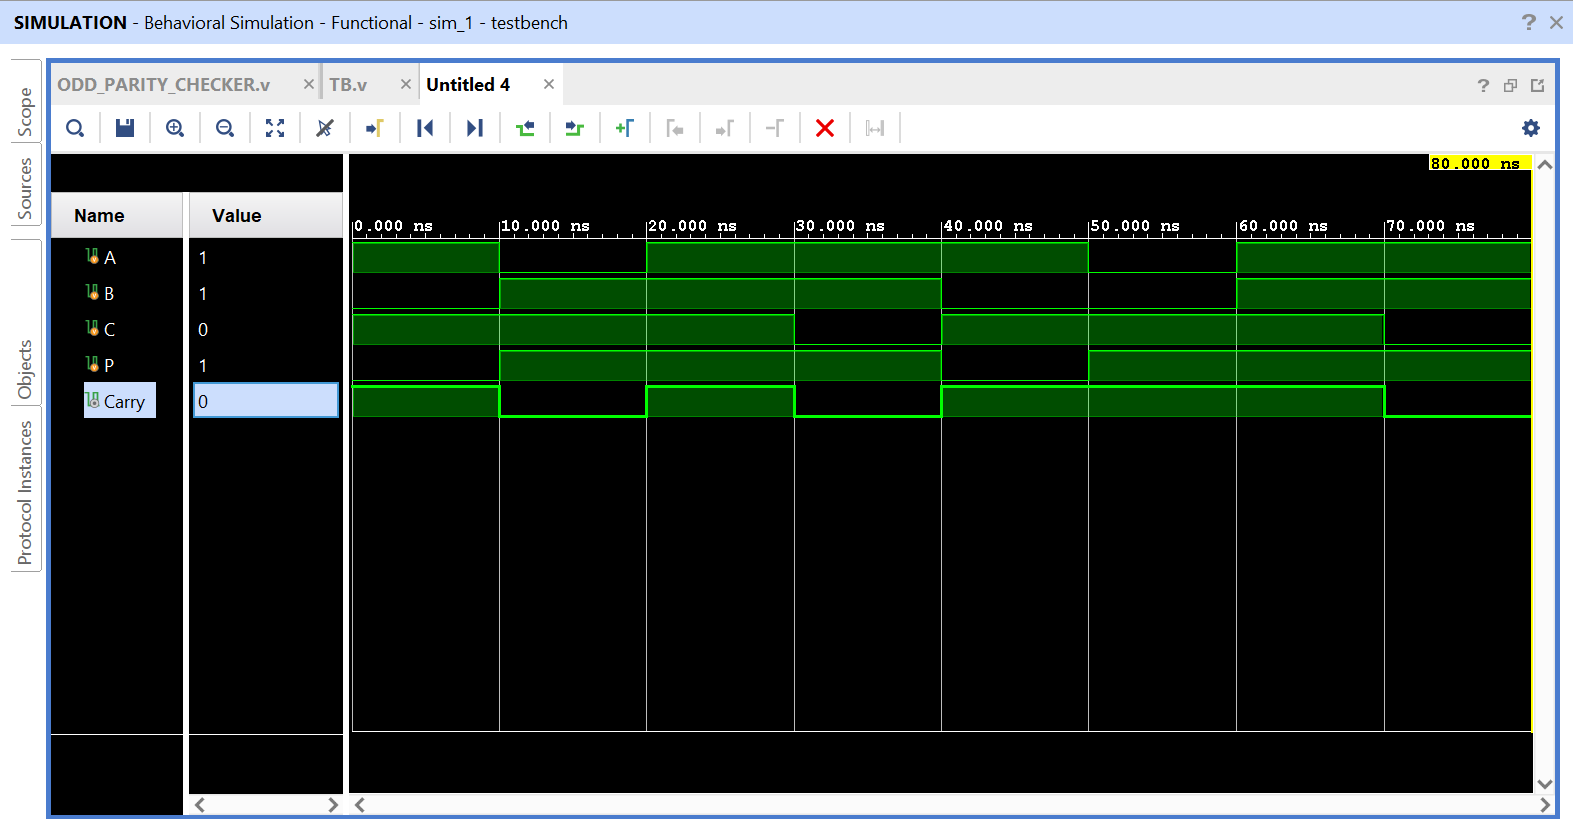 SIMULATION - Behavioral Simulation - Functional - sim_1 - testbench
Scope
Sources
Objects
Protocol Instances
ODD_PARITY_CHECKER.v
TB.v
Untitled 4
80.000 ns
Name Value
0.000 ns 10.000 ns 20.000 ns 30.000 ns 40.000 ns 50.000 ns 60.000 ns 70.000 ns
A 1
B 1
C 0
P 1
Carry 0